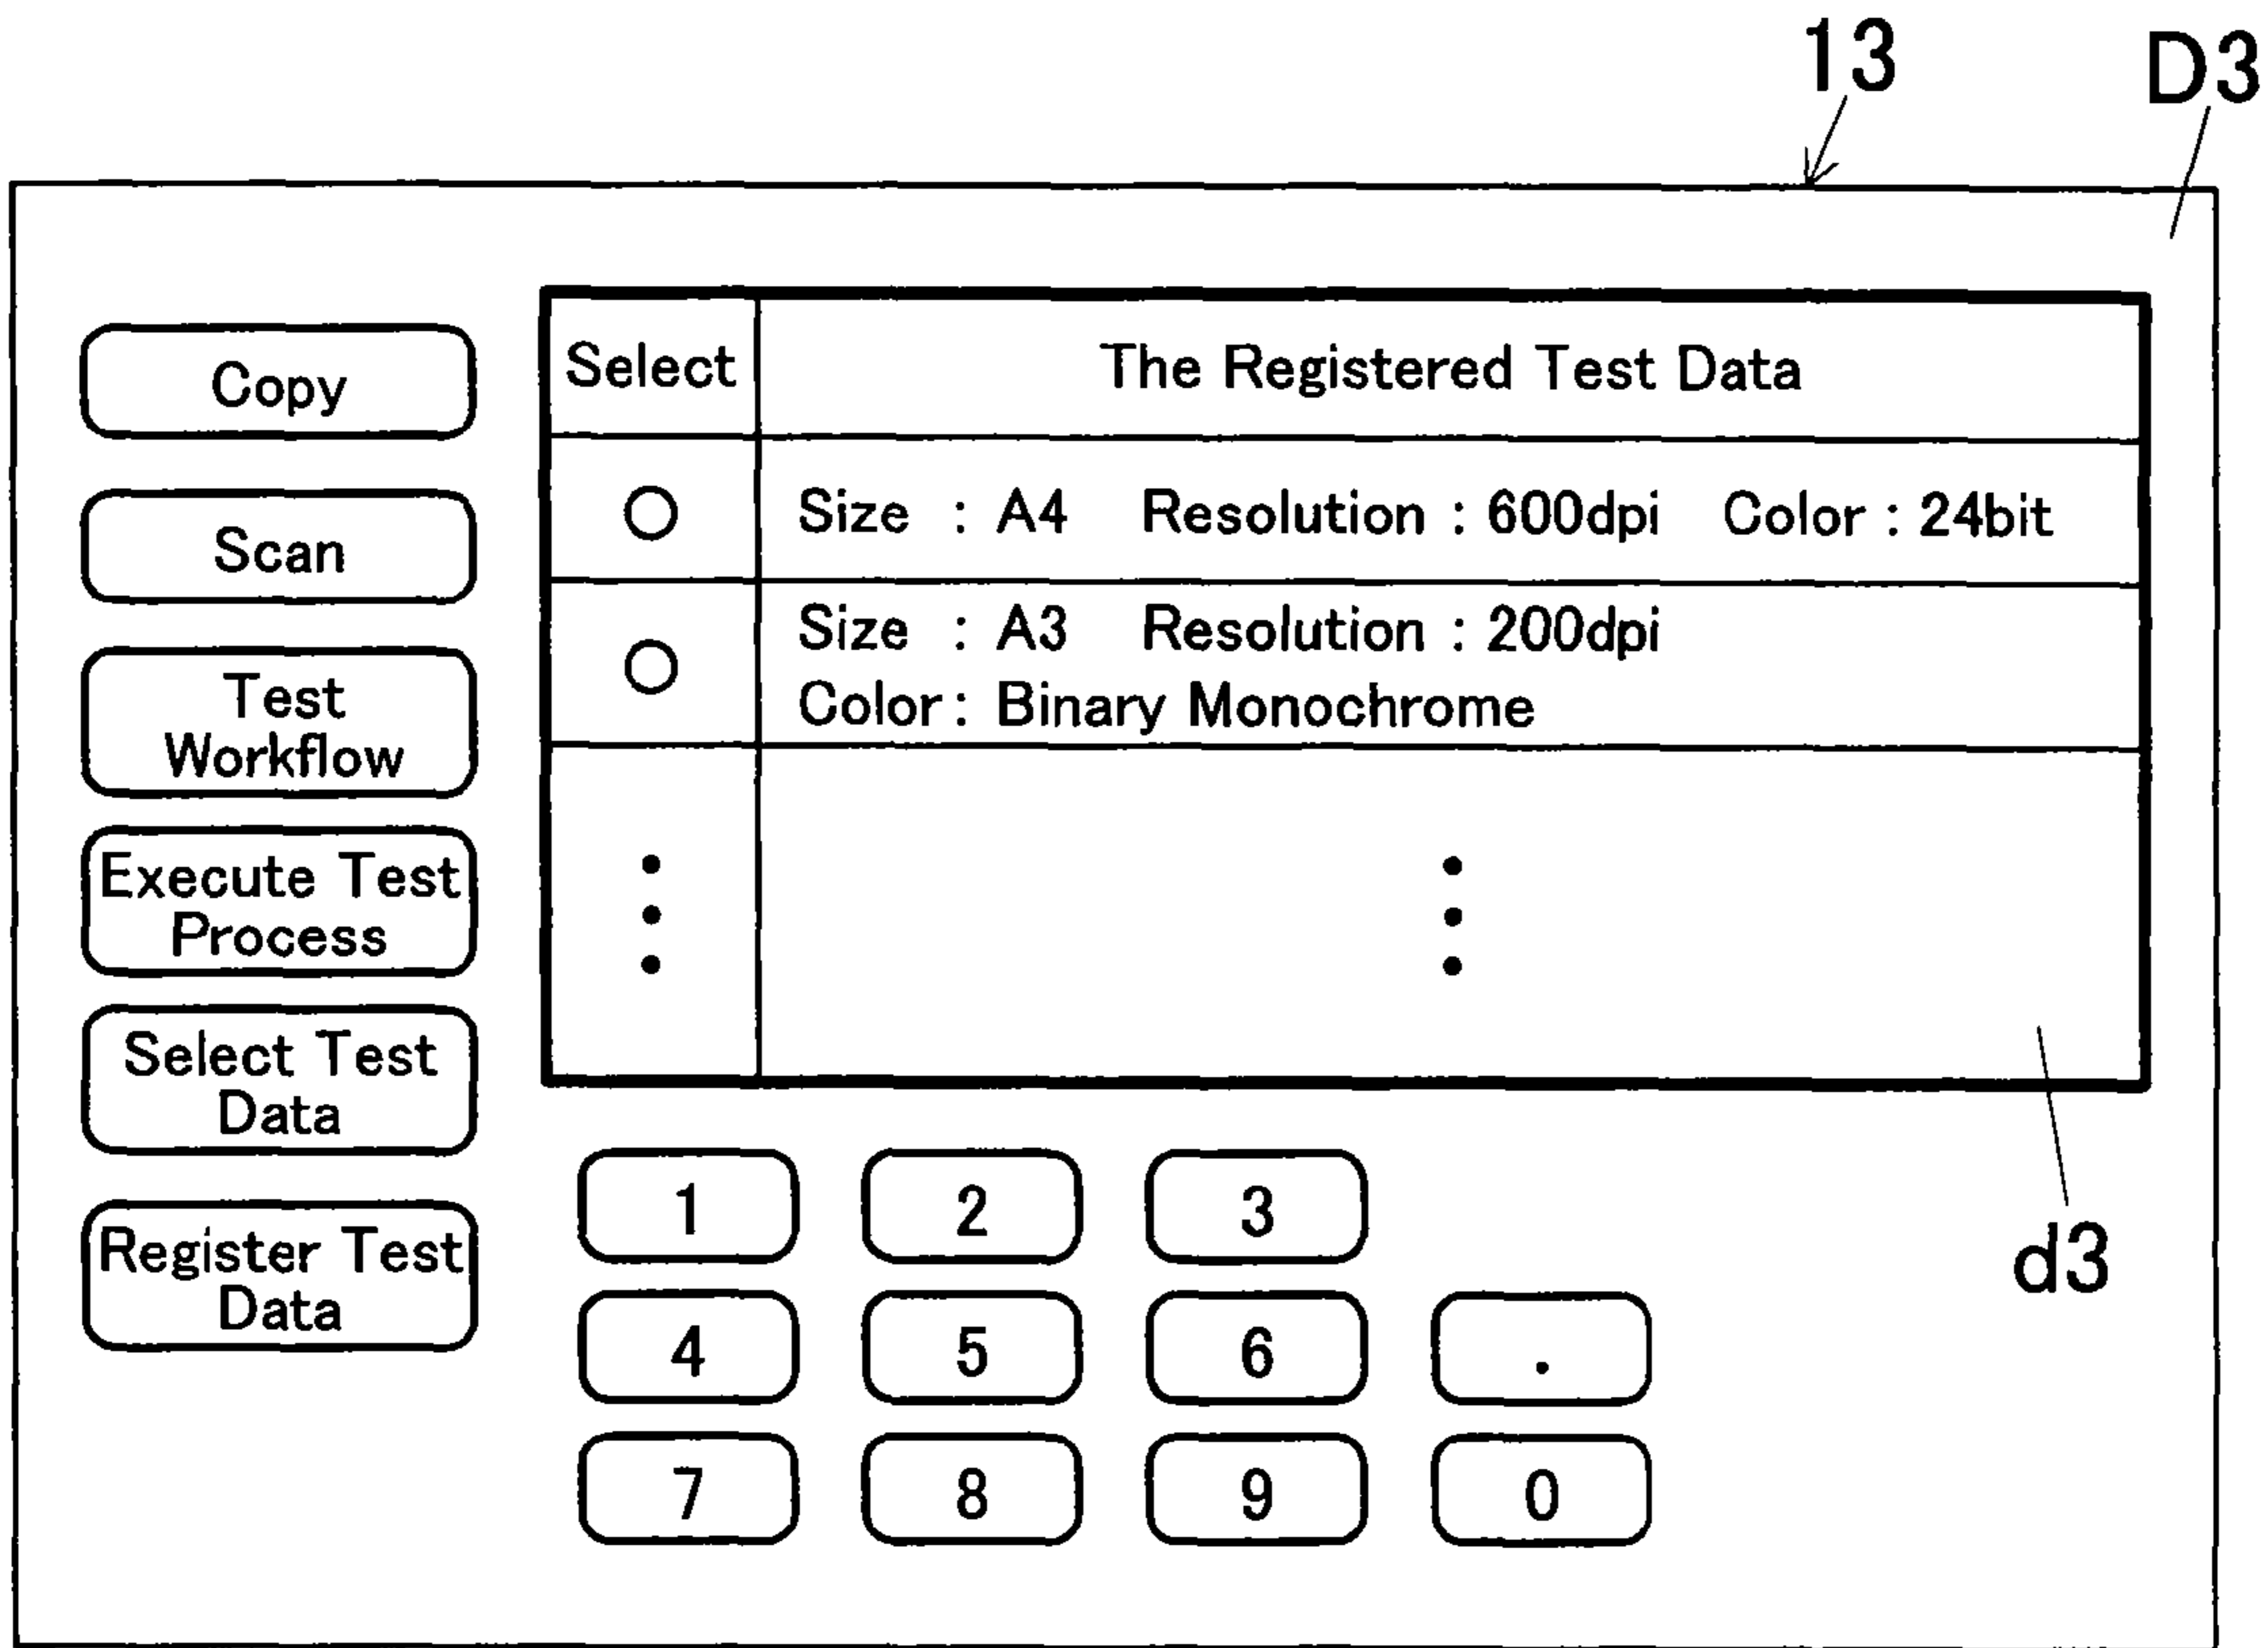 13
D3
Copy
Scan
Test
Workflow
Execute Test
Process
Select Test
Data
Register Test
Data
Select The Registered Test Data
Size : A4 Resolution : 600dpi Color : 24bit
Size : A3 Resolution : 200dpi
Color : Binary Monochrome
d3
1 2 3
4 5 6 .
7 8 9 0